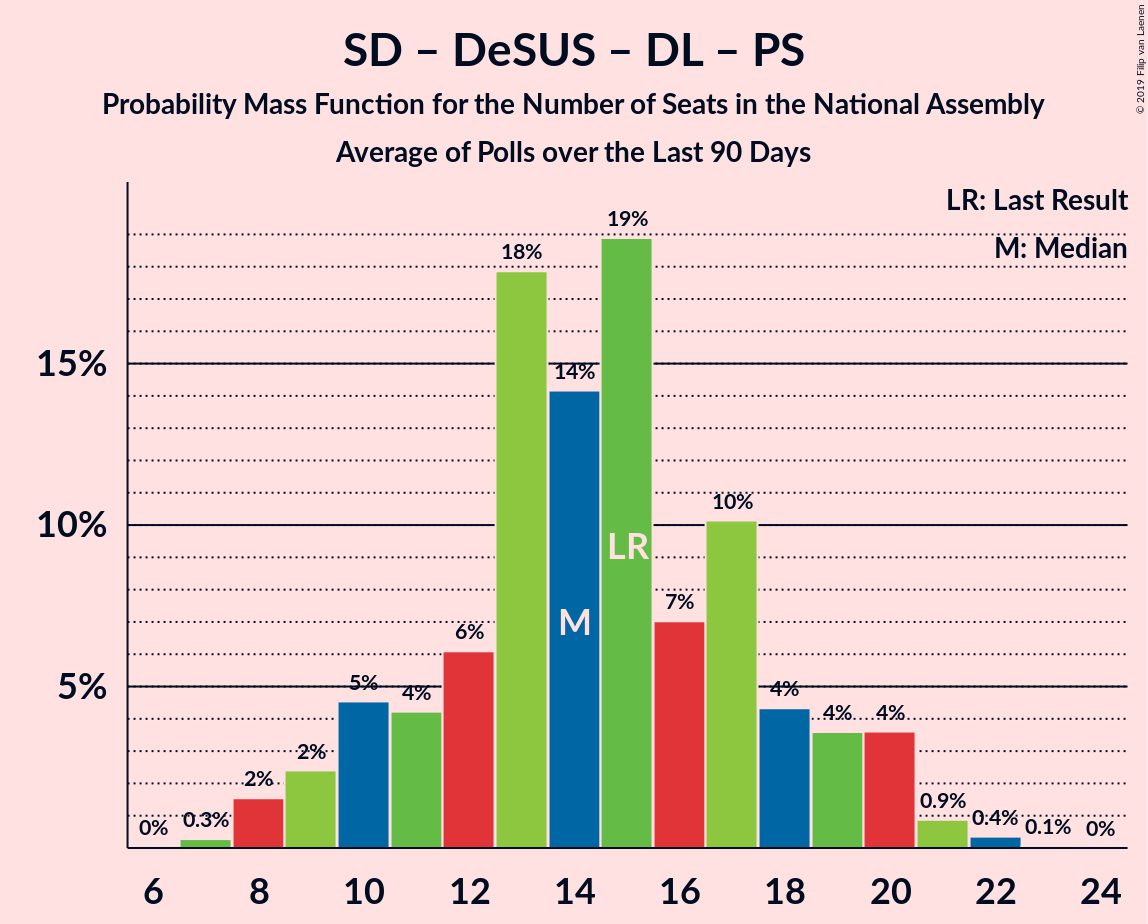 SD – DeSUS – DL – PS
Probability Mass Function for the Number of Seats in the National Assembly
Average of Polls over the Last 90 Days
© 2019 Filip van Laenen
LR: Last Result
M: Median
15%
10%
5%
0%
0.3%
2%
2%
5%
4%
6%
18%
14%
19%
7%
10%
4%
4%
4%
0.9%
0.4%
0.1%
0%
M
LR
6 8 10 12 14 16 18 20 22 24